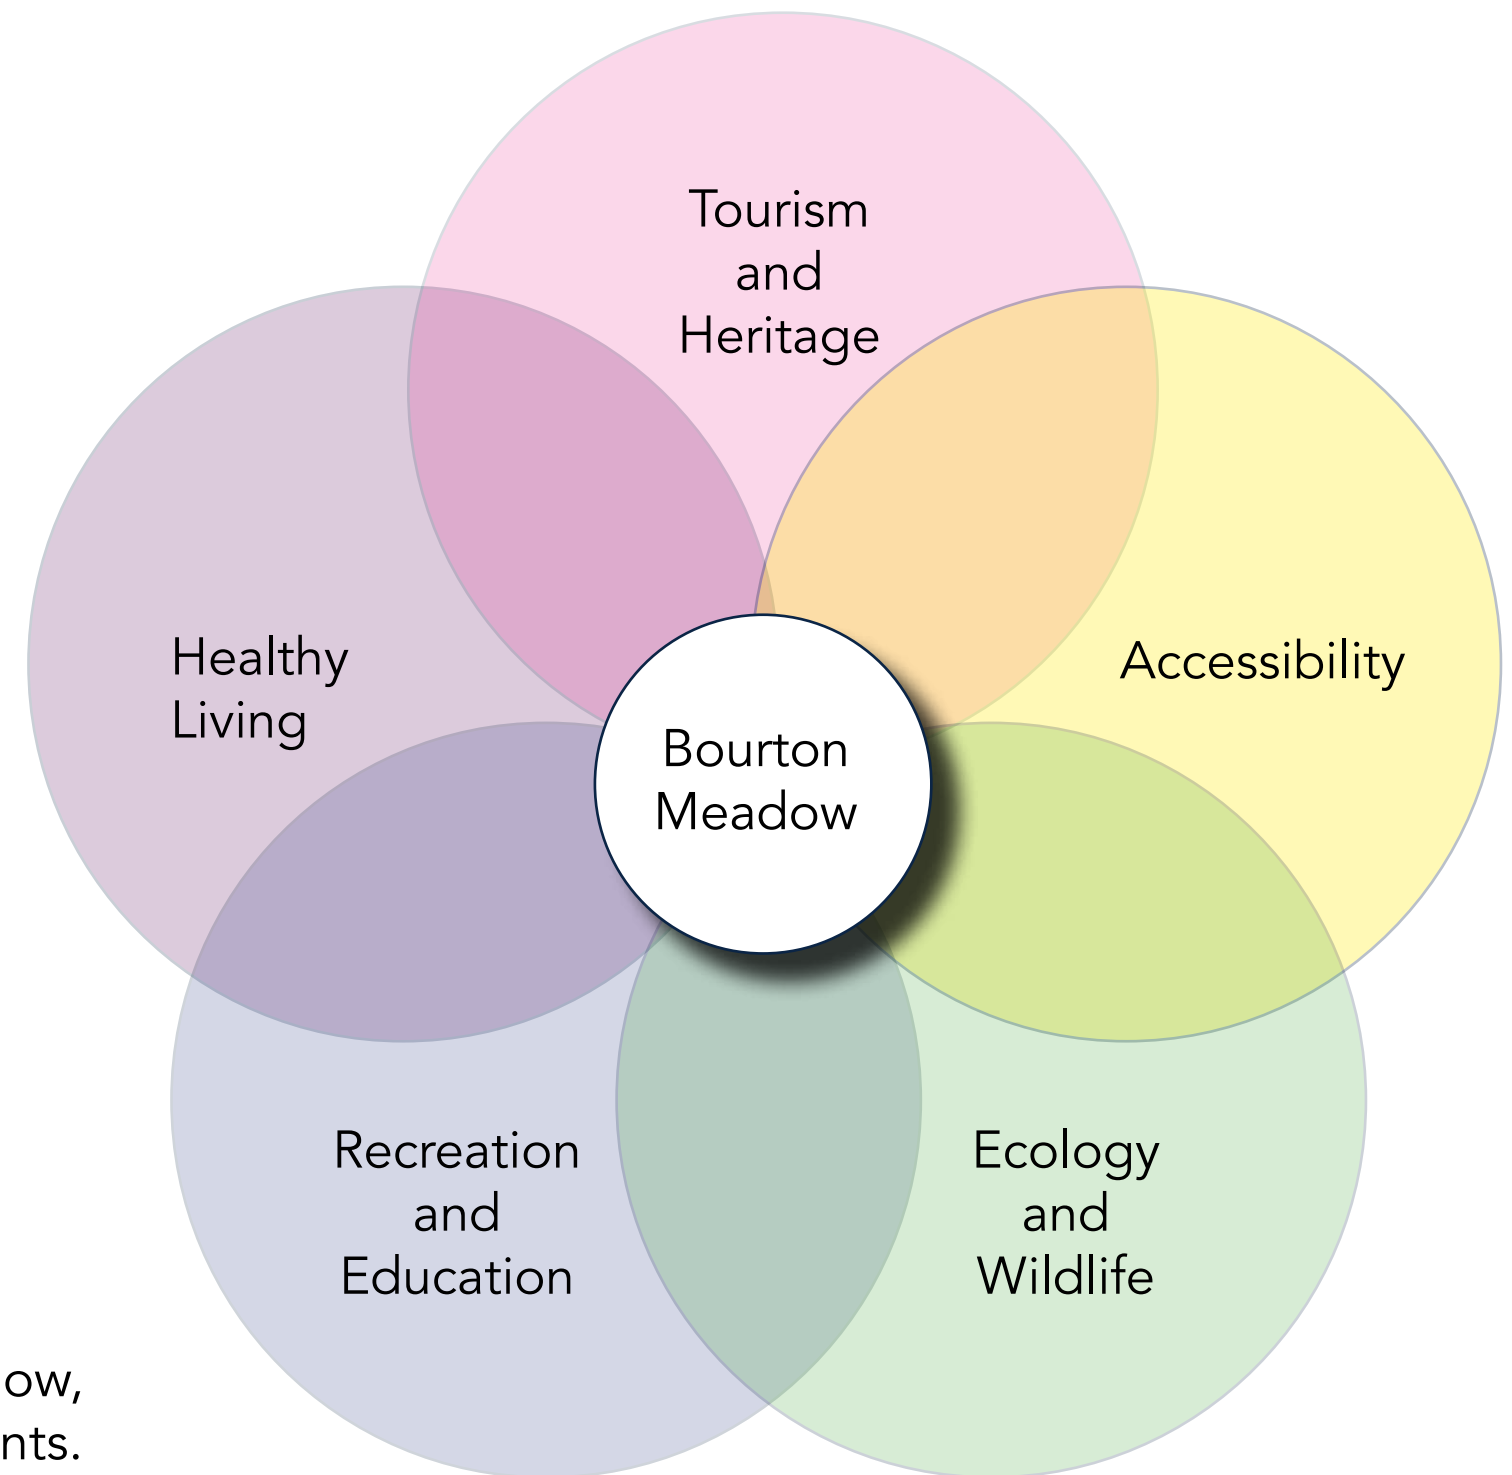 Tourism
and
Heritage
Healthy
Living
Accessibility
Bourton
Meadow
Recreation
and
Education
Ecology
and
Wildlife
ow,
nts.